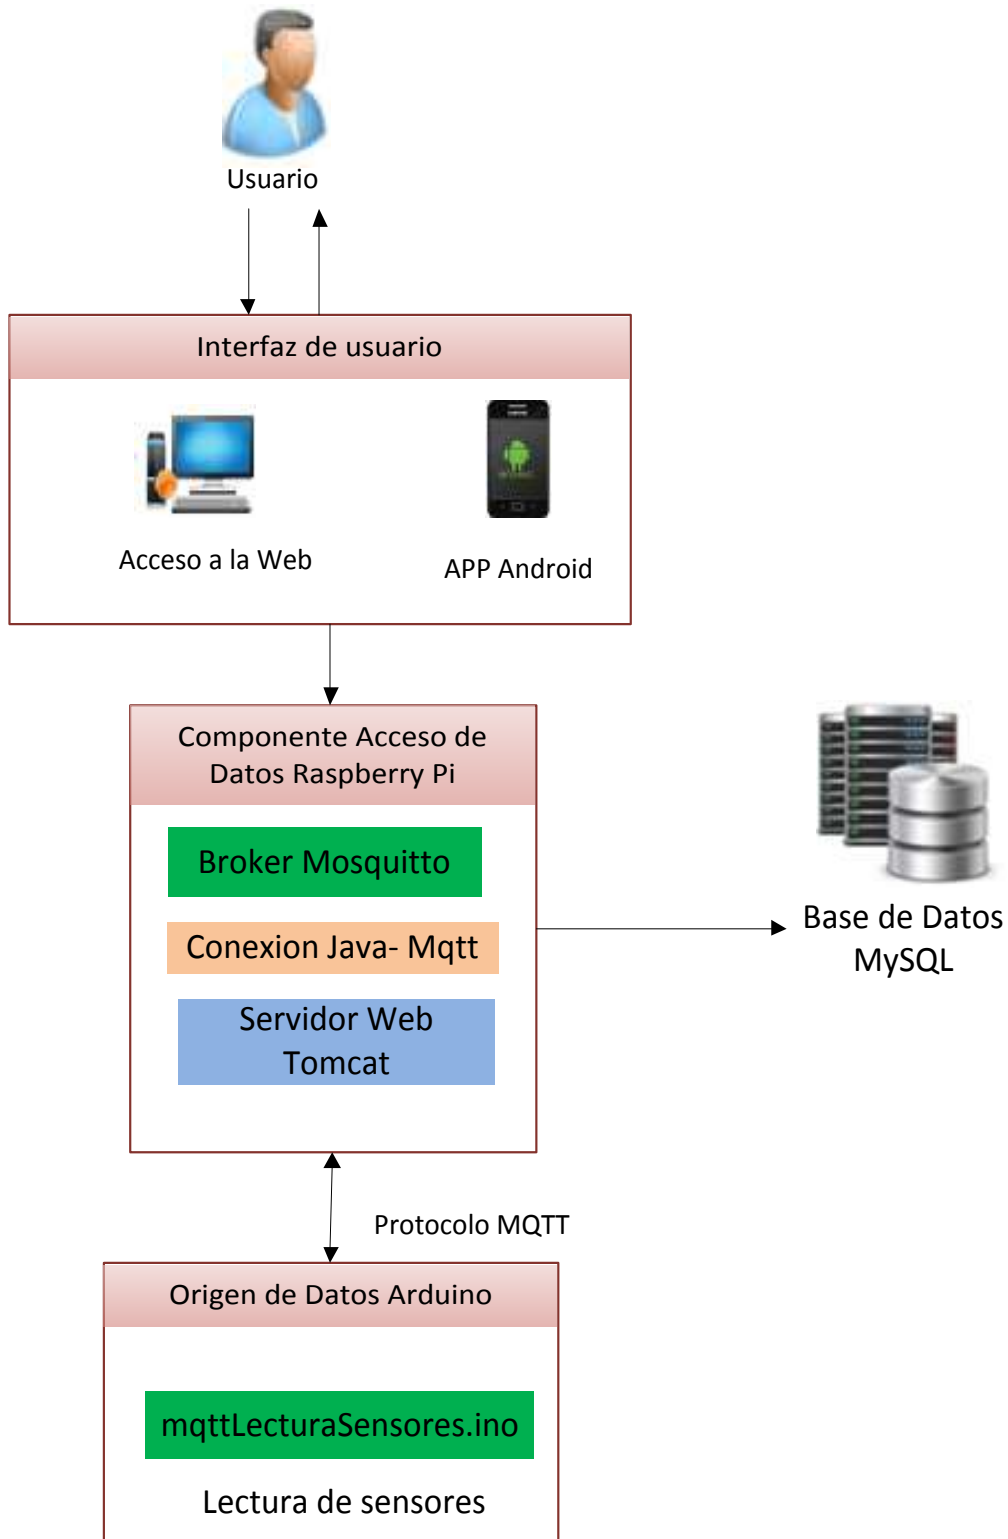 Usuario
Interfaz de usuario
Acceso a la Web
APP Android
Componente Acceso de
Datos Raspberry Pi
Broker Mosquitto
Conexion Java- Mqtt
Servidor Web
Tomcat
Base de Datos
MySQL
Protocolo MQTT
Origen de Datos Arduino
mqttLecturaSensores.ino
Lectura de sensores